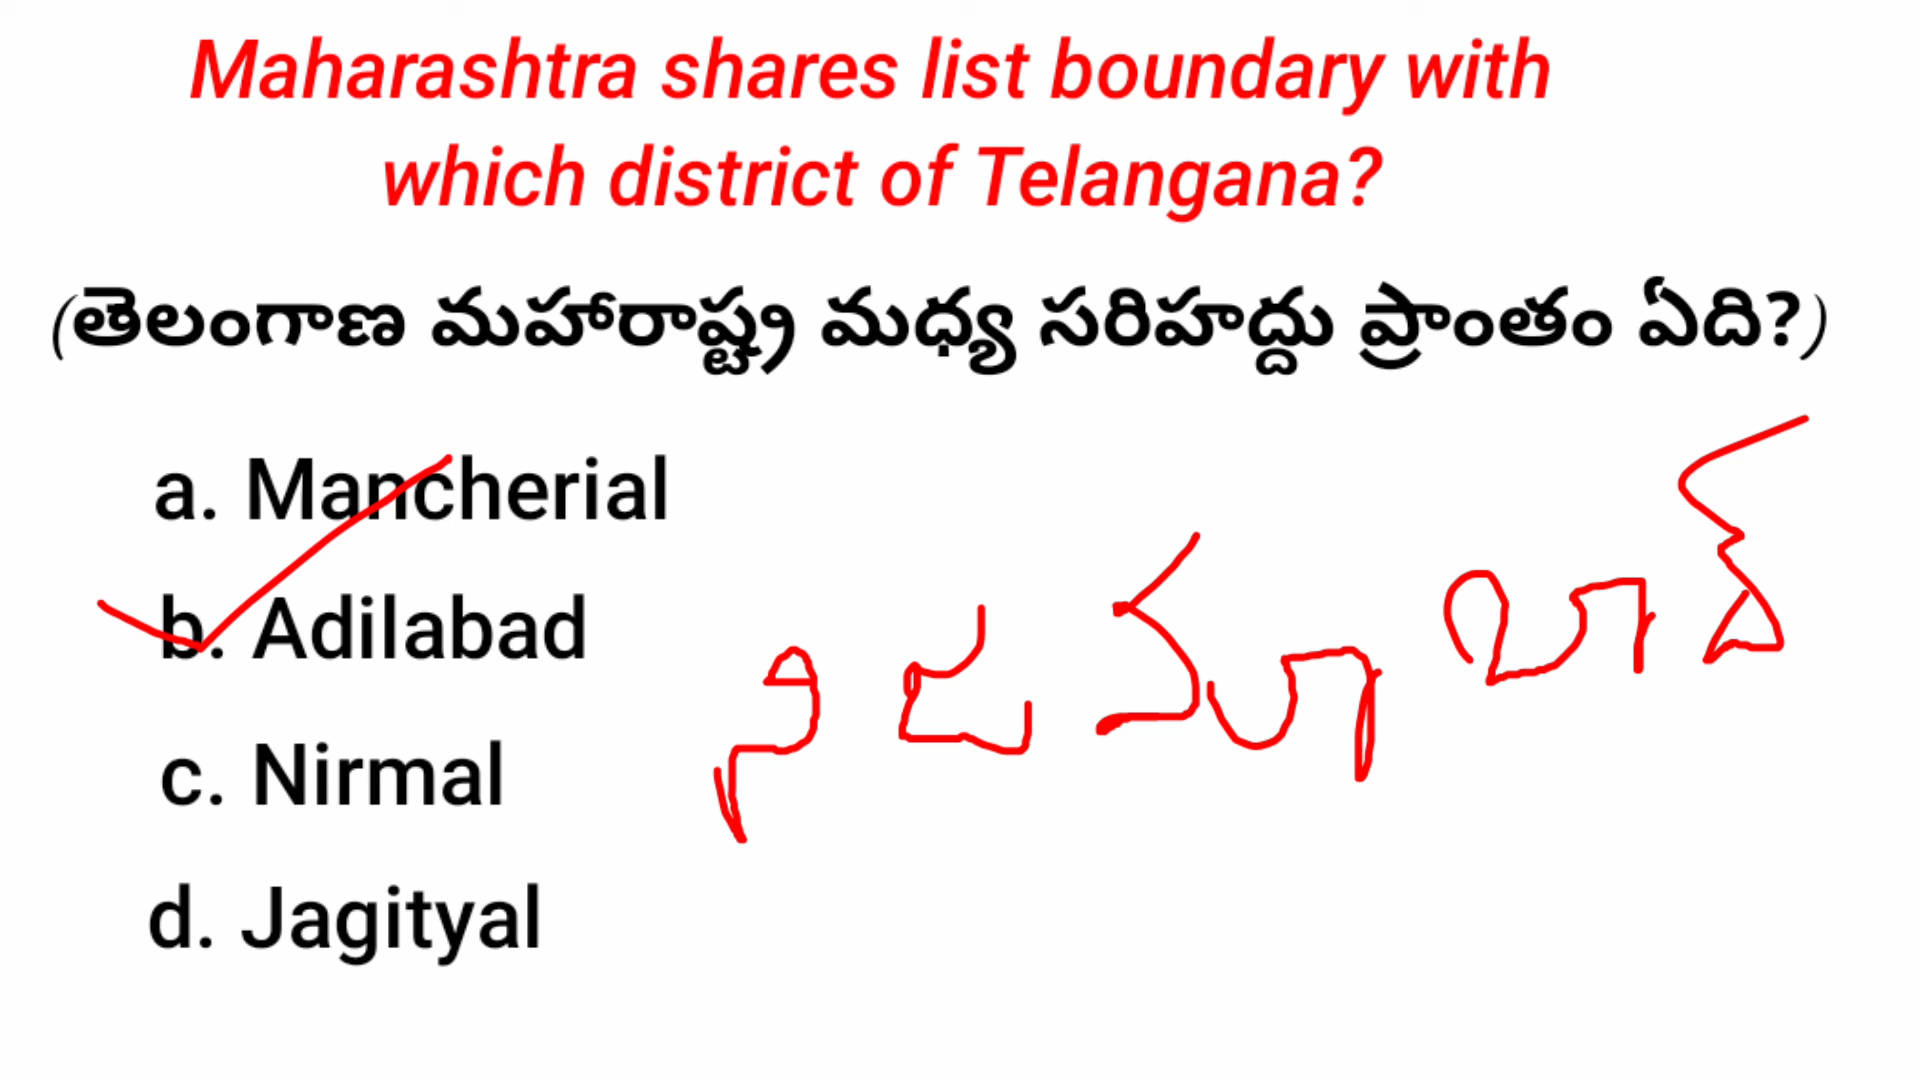 Maharashtra shares list boundary with
which district of Telangana?
(తెలంగాణ మహారాష్ట్ర మధ్య సరిహద్దు ప్రాంతం ఏది?)
a. Mancherial
b. Adilabad
c. Nirmal
d. Jagityal